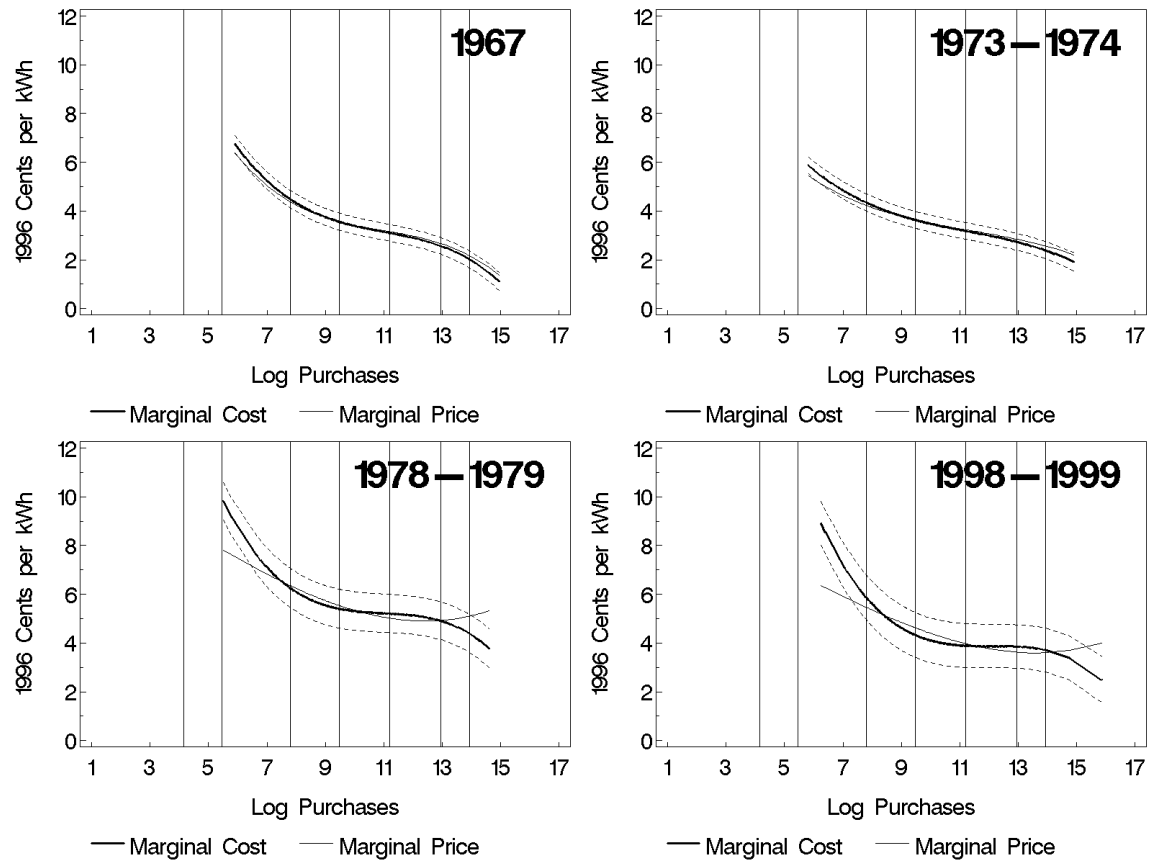 1967
12
10
8
6
4
2
0
1996 Cents per kWh
1 3 5 7 9 11 13 15 17
Log Purchases
Marginal Cost Marginal Price
1973 – 1974
12
10
8
6
4
2
0
1996 Cents per kWh
1 3 5 7 9 11 13 15 17
Log Purchases
Marginal Cost Marginal Price
1978 – 1979
12
10
8
6
4
2
0
1996 Cents per kWh
1 3 5 7 9 11 13 15 17
Log Purchases
Marginal Cost Marginal Price
1998 – 1999
12
10
8
6
4
2
0
1996 Cents per kWh
1 3 5 7 9 11 13 15 17
Log Purchases
Marginal Cost Marginal Price